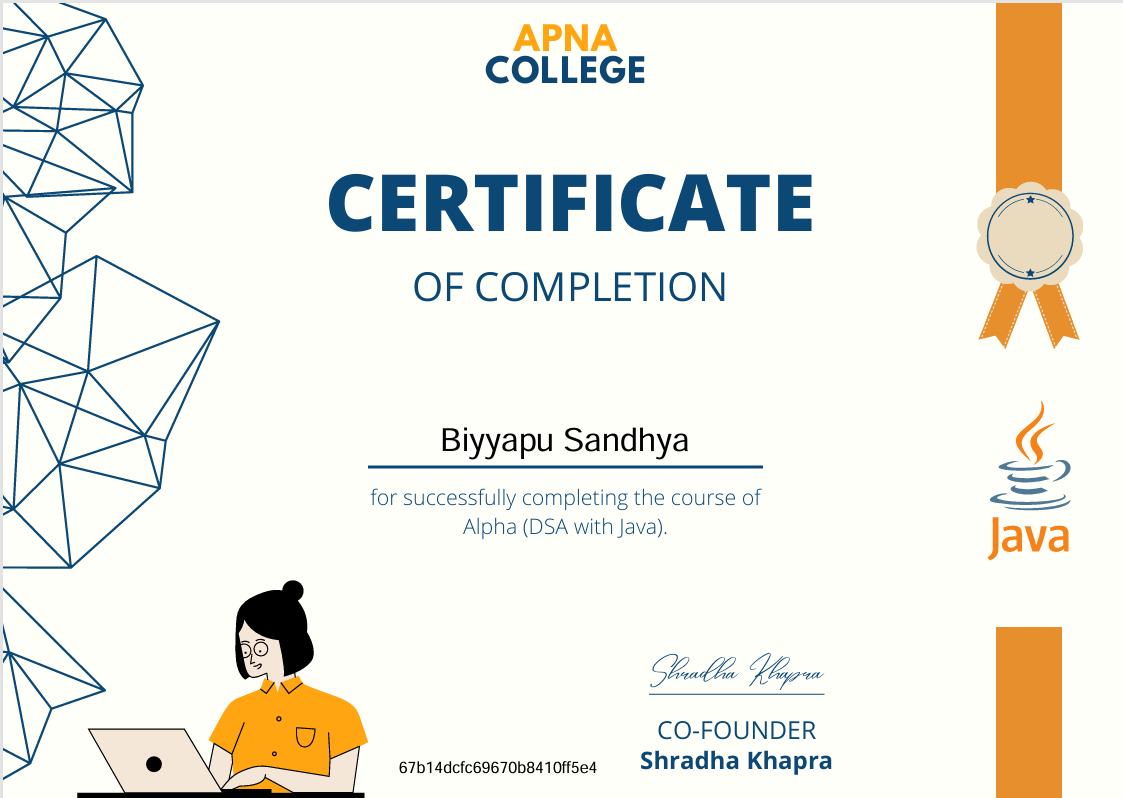 APNA
COLLEGE
CERTIFICATE
OF COMPLETION
Biyyapu Sandhya
for successfully completing the course of
Alpha (DSA with Java).
Java
Shradha Khapra
CO-FOUNDER
Shradha Khapra
67b14dcfc69670b8410ff5e4